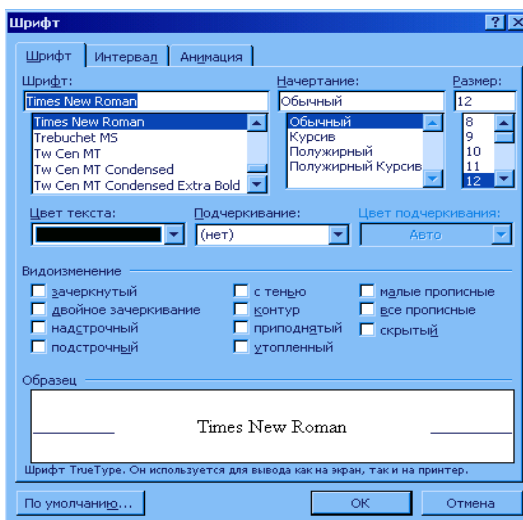 Шрифт
Шрифт Интервал Анимация
Шрифт: Начертание: Размер:
Times New Roman Обычный 12
Times New Roman Обычный 8
Trebuchet MS Курсив 9
Tw Cen MT Полужирный 10
Tw Cen MT Condensed Полужирный Курсив 11
Tw Cen MT Condensed Extra Bold 12
Цвет текста: Подчеркивание: Цвет подчеркивания:
(нет) Авто
Видоизменение
зачеркнутый с тенью малые прописные
двойное зачеркивание контур все прописные
надстрочный приподнятый скрытый
подстрочный утопленный
Образец
Times New Roman
Шрифт TrueType. Он используется для вывода как на экран, так и на принтер.
По умолчанию... ОК Отмена